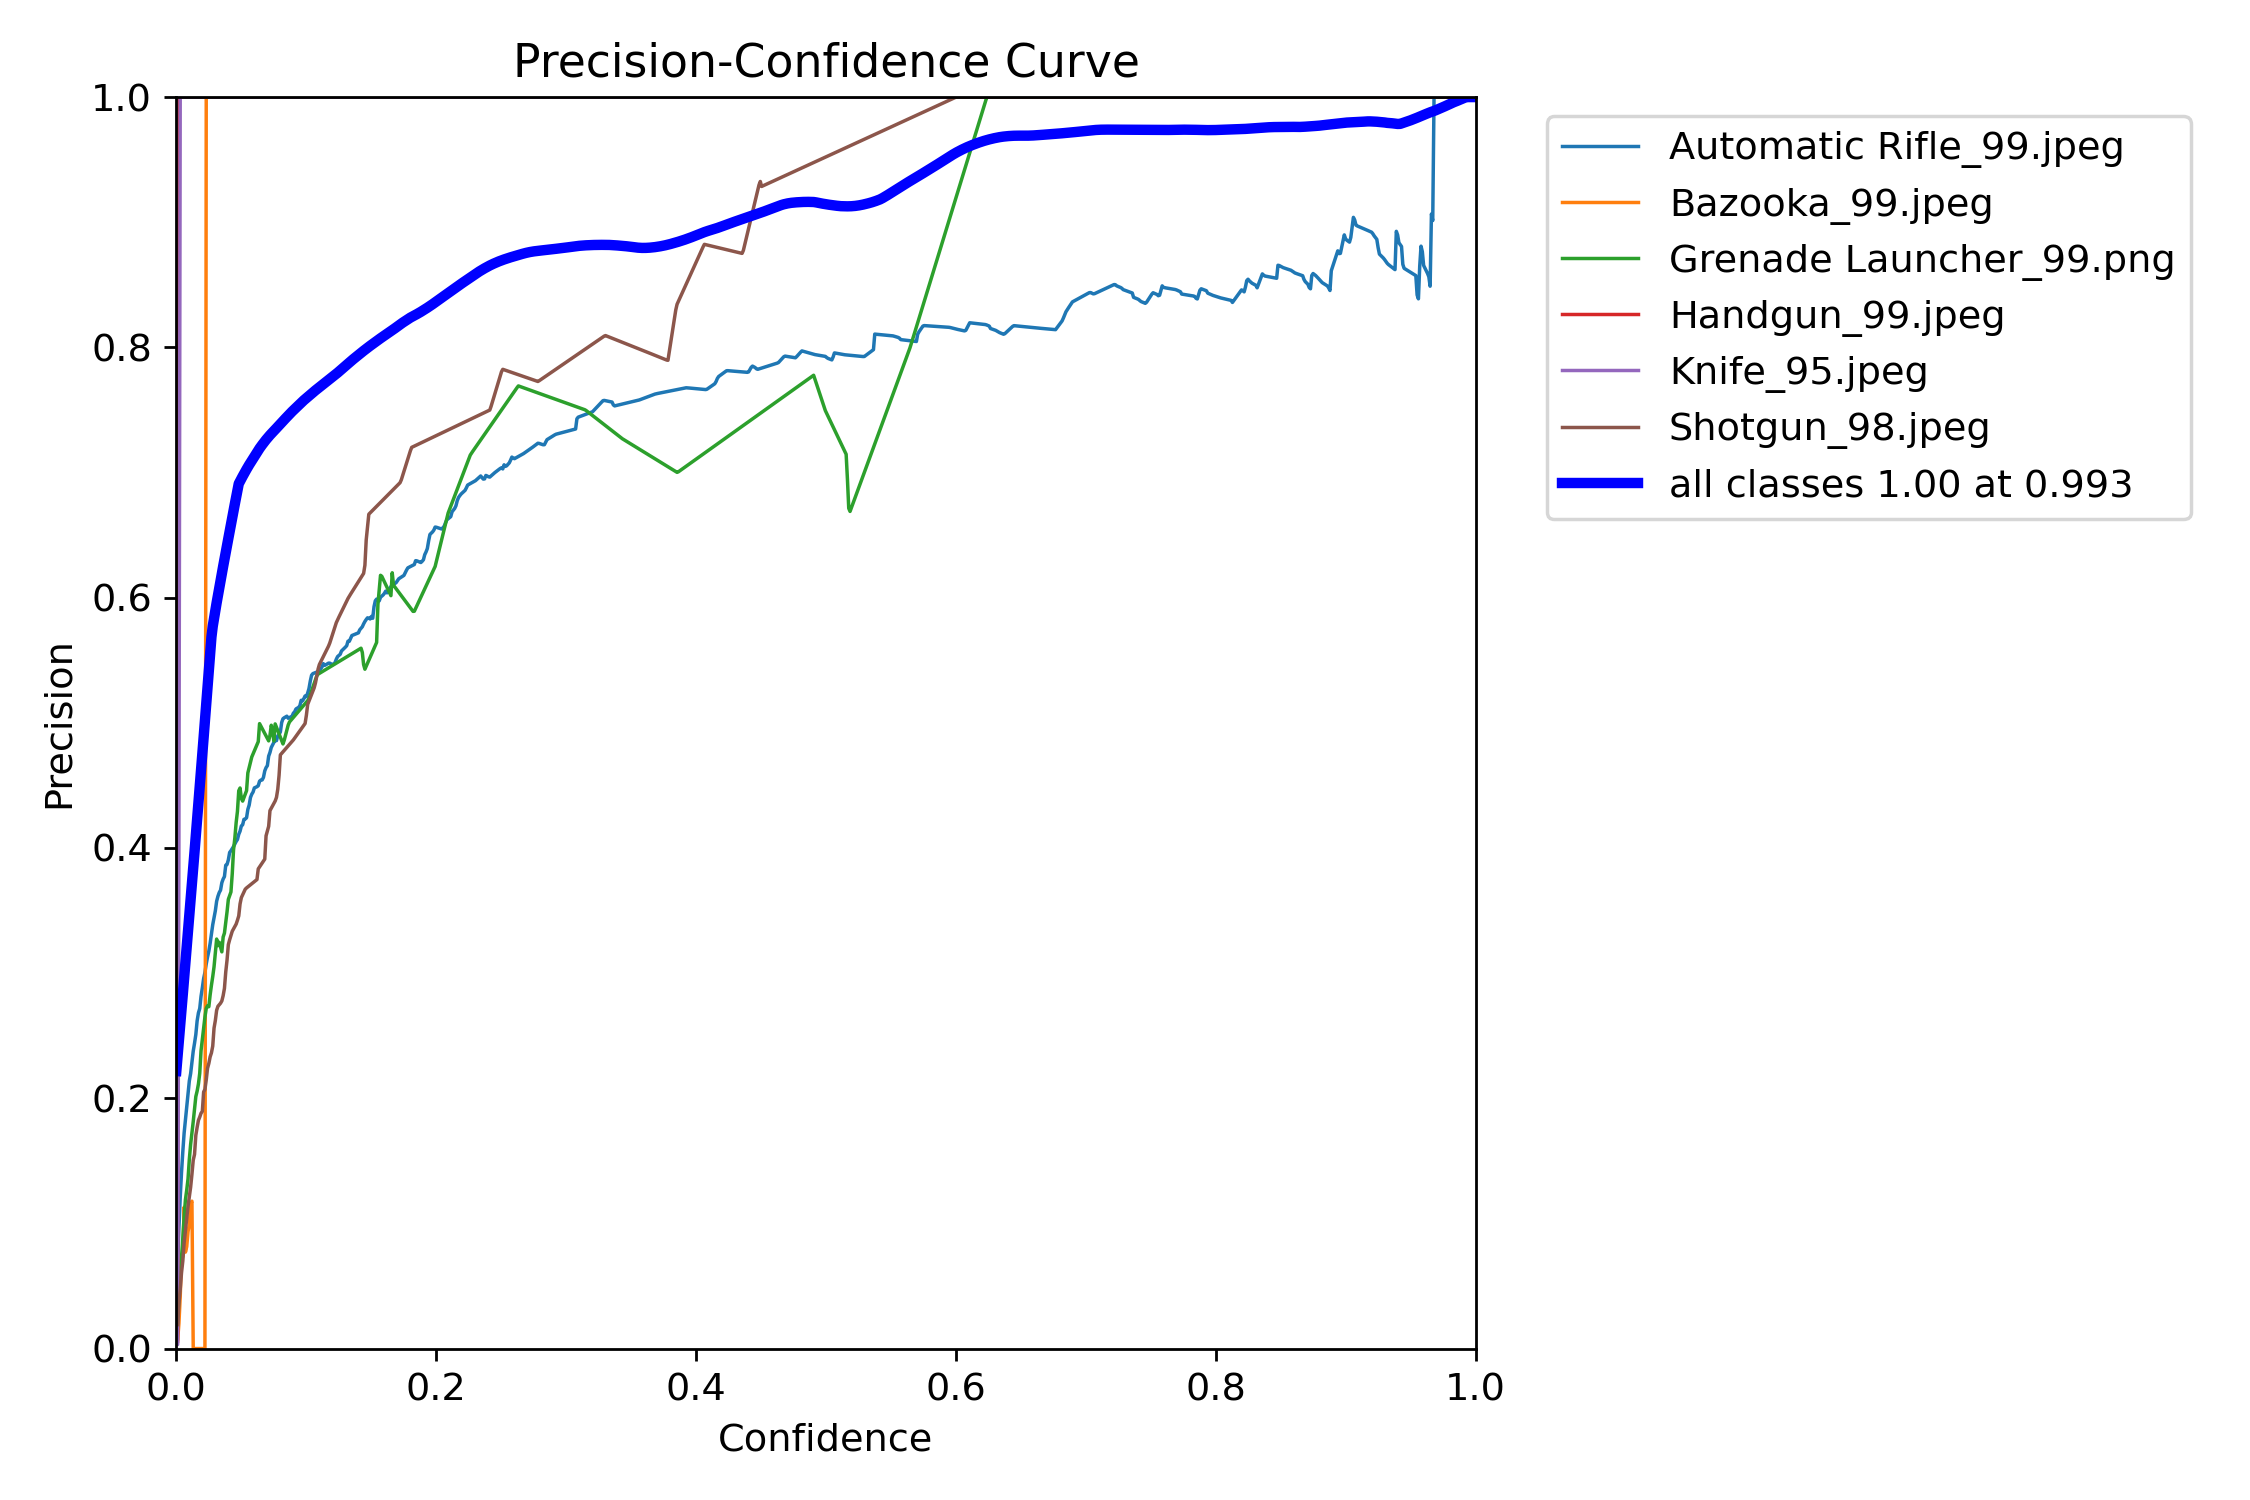 Precision-Confidence Curve
1.0
0.8
0.6
0.4
0.2
0.0
Precision
0.0 0.2 0.4 0.6 0.8 1.0
Confidence
Automatic Rifle_99.jpeg
Bazooka_99.jpeg
Grenade Launcher_99.png
Handgun_99.jpeg
Knife_95.jpeg
Shotgun_98.jpeg
all classes 1.00 at 0.993